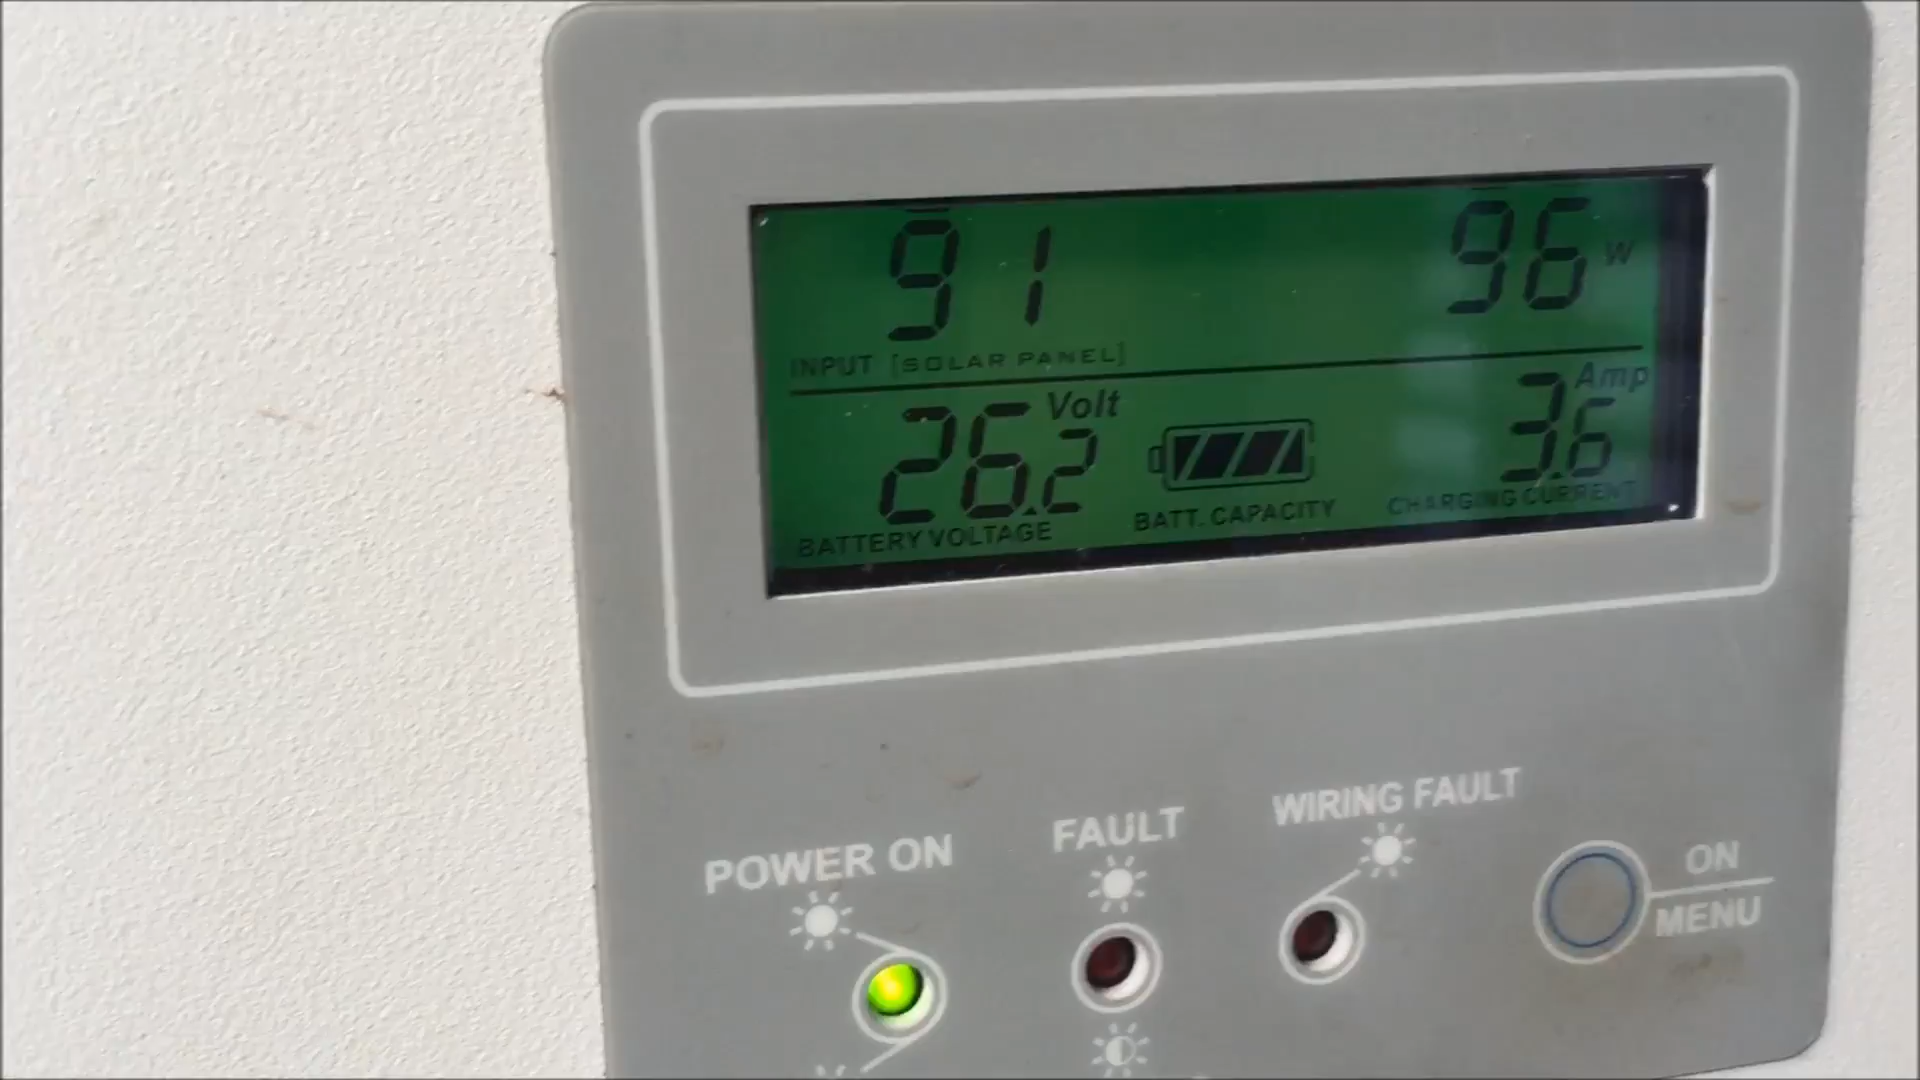 91 96 W
INPUT [SOLAR PANEL]
26.2 Volt 3.6 Amp
BATTERY VOLTAGE BATT. CAPACITY CHARGING CURRENT
POWER ON FAULT WIRING FAULT
ON
MENU